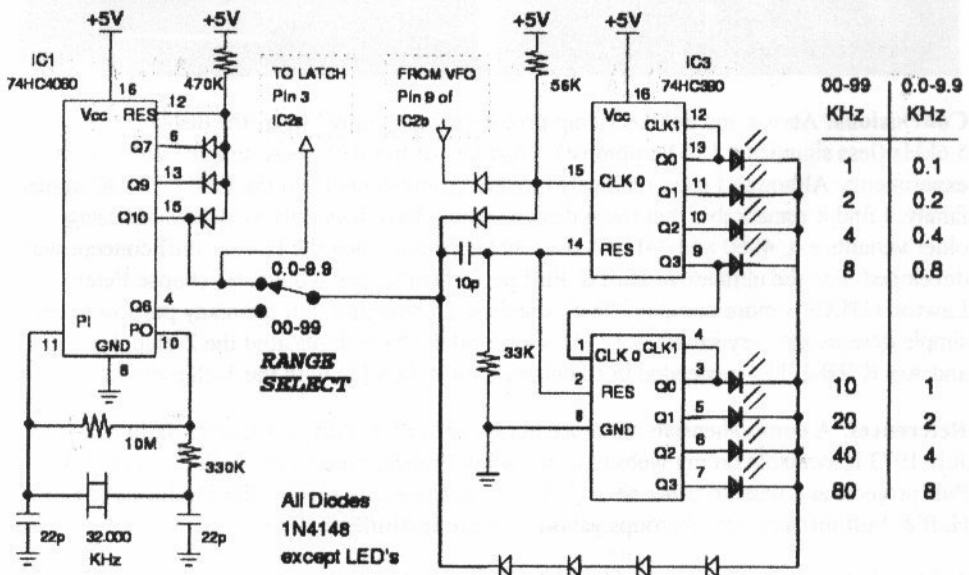 +5V
+5V
+5V
+5V
IC1
74HC4060
16
Vcc
RES
12
470K
TO LATCH
Pin 3
IC2a
FROM VFO
Pin 9 of
IC2b
56K
IC3
74HC390
16
Vcc
12
CLK1
00-99
KHz
0.0-9.9
KHz
Q7
6
Q9
13
Q10
15
15
CLK 0
Q0
13
1
0.1
Q1
11
2
0.2
Q2
10
4
0.4
14
RES
Q3
9
8
0.8
10p
Q6
4
0.0-9.9
00-99
RANGE
SELECT
PI
PO
11
10
GND
8
33K
1
CLK 0
CLK1
4
2
RES
Q0
3
10
1
8
GND
Q1
5
20
2
Q2
6
40
4
Q3
7
80
8
10M
330K
22p
32.000
KHz
22p
All Diodes
1N4148
except LED's